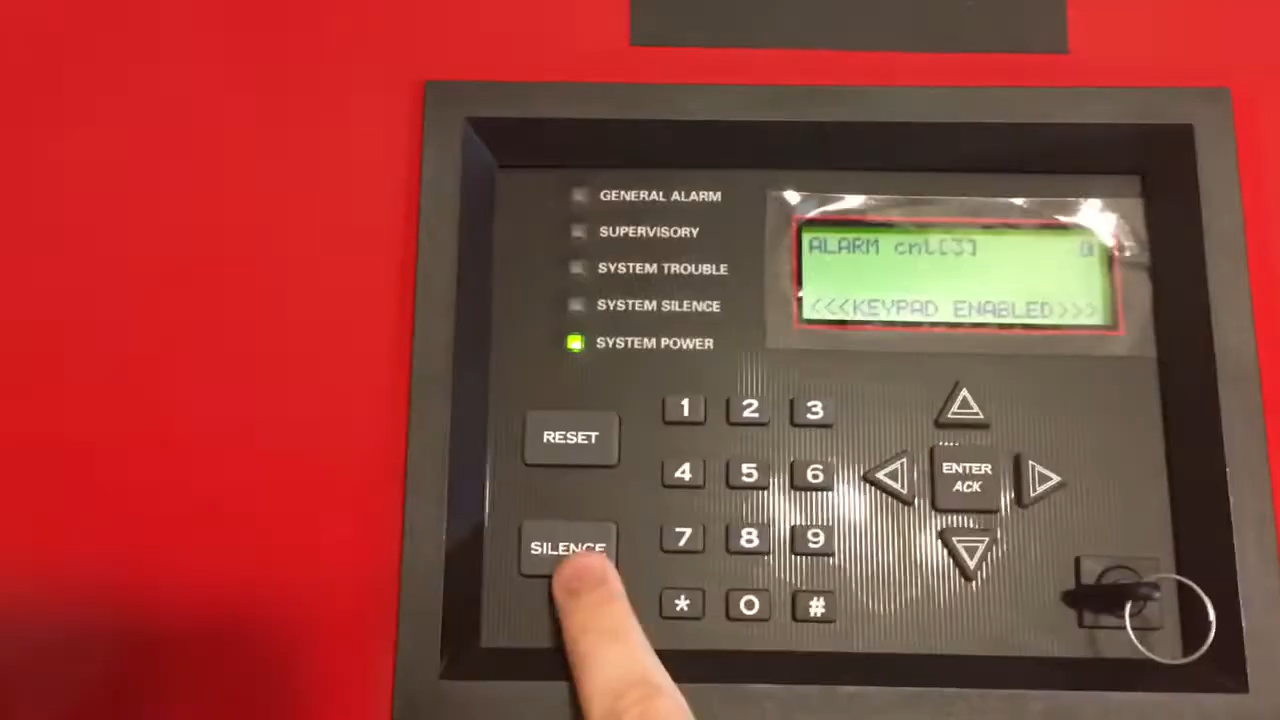 GENERAL ALARM
SUPERVISORY
SYSTEM TROUBLE
SYSTEM SILENCE
SYSTEM POWER
ALARM cnl[3]
<<<KEYPAD ENABLED>>>
RESET
SILENCE
1 2 3
4 5 6
7 8 9
* 0 #
ENTER
ACK